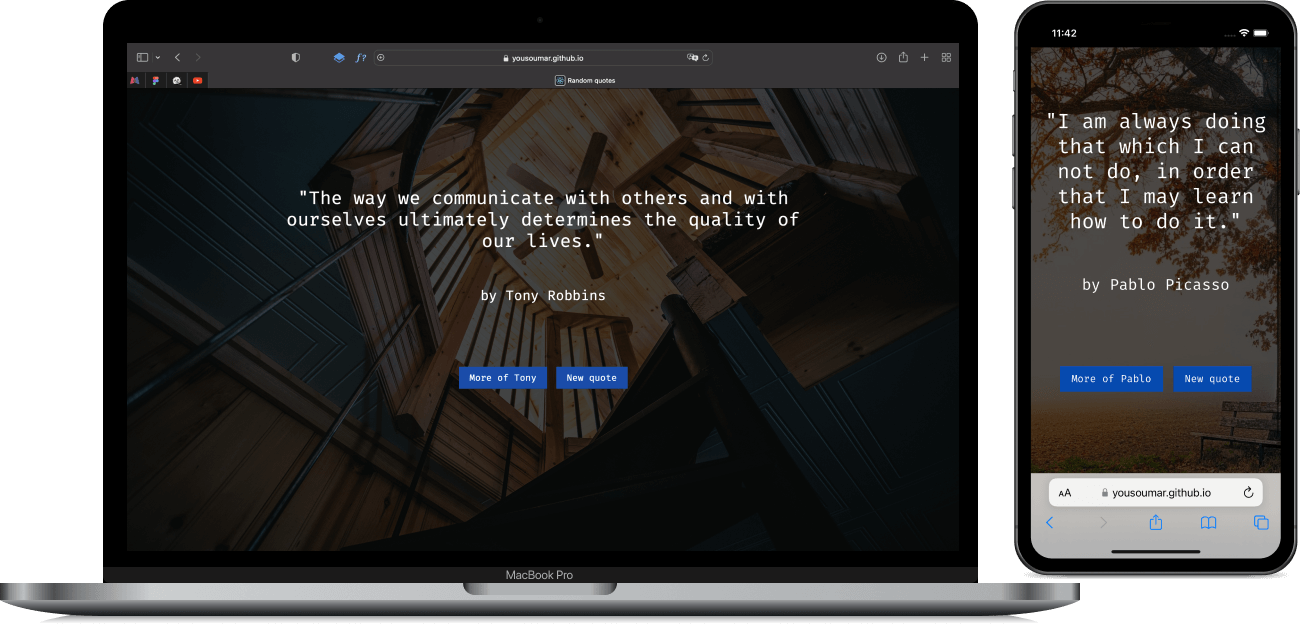 yousoumar.github.io
Random quotes
"The way we communicate with others and with
ourselves ultimately determines the quality of
our lives."
by Tony Robbins
More of Tony
New quote
MacBook Pro
11:42
"I am always doing
that which I can
not do, in order
that I may learn
how to do it."
by Pablo Picasso
More of Pablo
New quote
AA
yousoumar.github.io